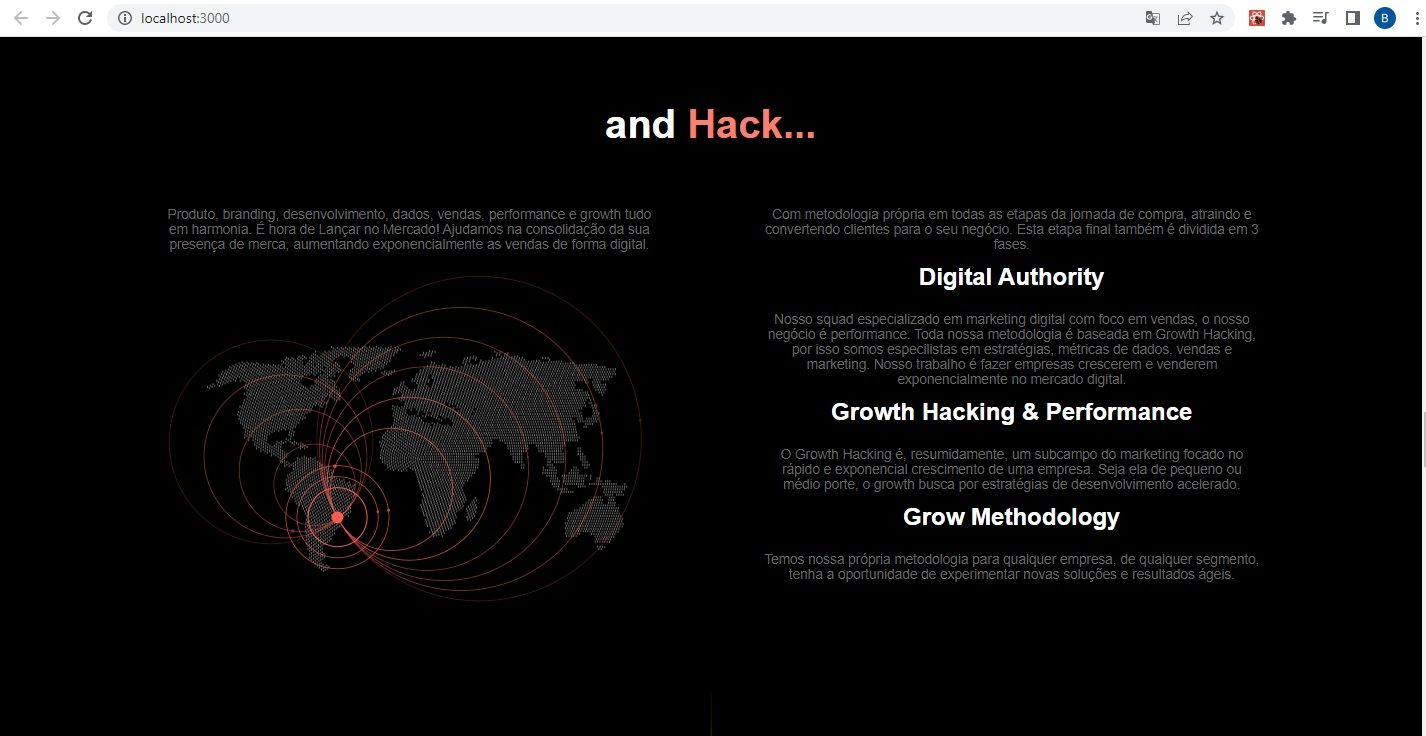 localhost:3000
B
and Hack...
Produto, branding, desenvolvimento, dados, vendas, performance e growth tudo
em harmonia. É hora de Lançar no Mercado! Ajudamos na consolidação da sua
presença de merca, aumentando exponencialmente as vendas de forma digital.
Com metodologia própria em todas as etapas da jornada de compra, atraindo e
convertendo clientes para o seu negócio. Esta etapa final também é dividida em 3
fases.
Digital Authority
Nosso squad especializado em marketing digital com foco em vendas, o nosso
negócio é performance. Toda nossa metodologia é baseada em Growth Hacking,
por isso somos especilistas em estratégias, métricas de dados, vendas e
marketing. Nosso trabalho é fazer empresas crescerem e venderem
exponencialmente no mercado digital.
Growth Hacking & Performance
O Growth Hacking é, resumidamente, um subcampo do marketing focado no
rápido e exponencial crescimento de uma empresa. Seja ela de pequeno ou
médio porte, o growth busca por estratégias de desenvolvimento acelerado.
Grow Methodology
Temos nossa própria metodologia para qualquer empresa, de qualquer segmento,
tenha a oportunidade de experimentar novas soluções e resultados ágeis.